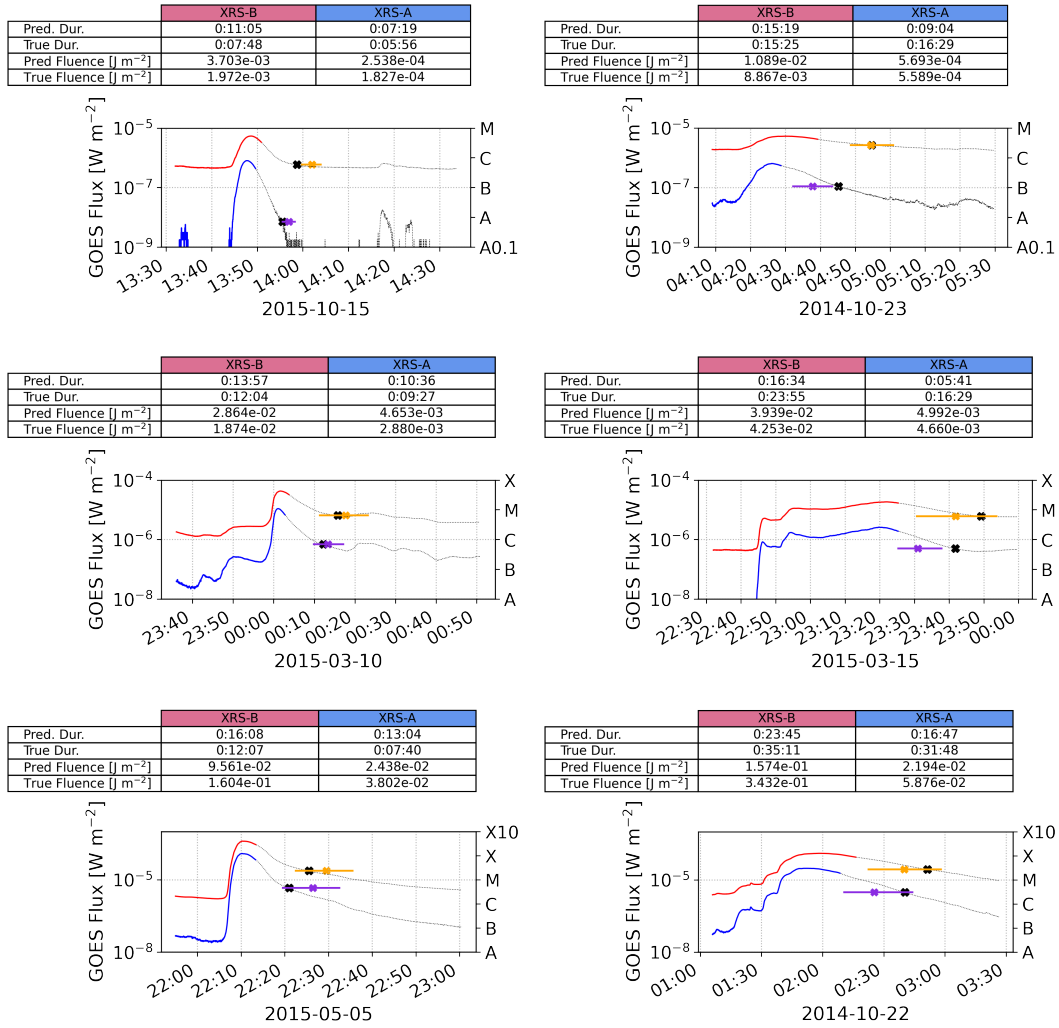 XRS-B XRS-A
Pred. Dur. 0:11:05 0:07:19
True Dur. 0:07:48 0:05:56
Pred Fluence [J m⁻²] 3.703e-03 2.538e-04
True Fluence [J m⁻²] 1.972e-03 1.827e-04
GOES Flux [W m⁻²]
10⁻⁵ M
C
10⁻⁷ B
A
10⁻⁹ A0.1
13:30 13:40 13:50 14:00 14:10 14:20 14:30
2015-10-15
XRS-B XRS-A
Pred. Dur. 0:15:19 0:09:04
True Dur. 0:15:25 0:16:29
Pred Fluence [J m⁻²] 1.089e-02 5.693e-04
True Fluence [J m⁻²] 8.867e-03 5.589e-04
GOES Flux [W m⁻²]
10⁻⁵ M
C
10⁻⁷ B
A
10⁻⁹ A0.1
04:10 04:20 04:30 04:40 04:50 05:00 05:10 05:20 05:30
2014-10-23
XRS-B XRS-A
Pred. Dur. 0:13:57 0:10:36
True Dur. 0:12:04 0:09:27
Pred Fluence [J m⁻²] 2.864e-02 4.653e-03
True Fluence [J m⁻²] 1.874e-02 2.880e-03
GOES Flux [W m⁻²]
10⁻⁴ X
M
10⁻⁶ C
B
10⁻⁸ A
23:40 23:50 00:00 00:10 00:20 00:30 00:40 00:50
2015-03-10
XRS-B XRS-A
Pred. Dur. 0:16:34 0:05:41
True Dur. 0:23:55 0:16:29
Pred Fluence [J m⁻²] 3.939e-02 4.992e-03
True Fluence [J m⁻²] 4.253e-02 4.660e-03
GOES Flux [W m⁻²]
10⁻⁴ X
M
10⁻⁶ C
B
10⁻⁸ A
22:30 22:40 22:50 23:00 23:10 23:20 23:30 23:40 23:50 00:00
2015-03-15
XRS-B XRS-A
Pred. Dur. 0:16:08 0:13:04
True Dur. 0:12:07 0:07:40
Pred Fluence [J m⁻²] 9.561e-02 2.438e-02
True Fluence [J m⁻²] 1.604e-01 3.802e-02
GOES Flux [W m⁻²]
X10
X
10⁻⁵ M
C
B
10⁻⁸ A
22:00 22:10 22:20 22:30 22:40 22:50 23:00
2015-05-05
XRS-B XRS-A
Pred. Dur. 0:23:45 0:16:47
True Dur. 0:35:11 0:31:48
Pred Fluence [J m⁻²] 1.574e-01 2.194e-02
True Fluence [J m⁻²] 3.432e-01 5.876e-02
GOES Flux [W m⁻²]
X10
X
10⁻⁵ M
C
B
10⁻⁸ A
01:00 01:30 02:00 02:30 03:00 03:30
2014-10-22